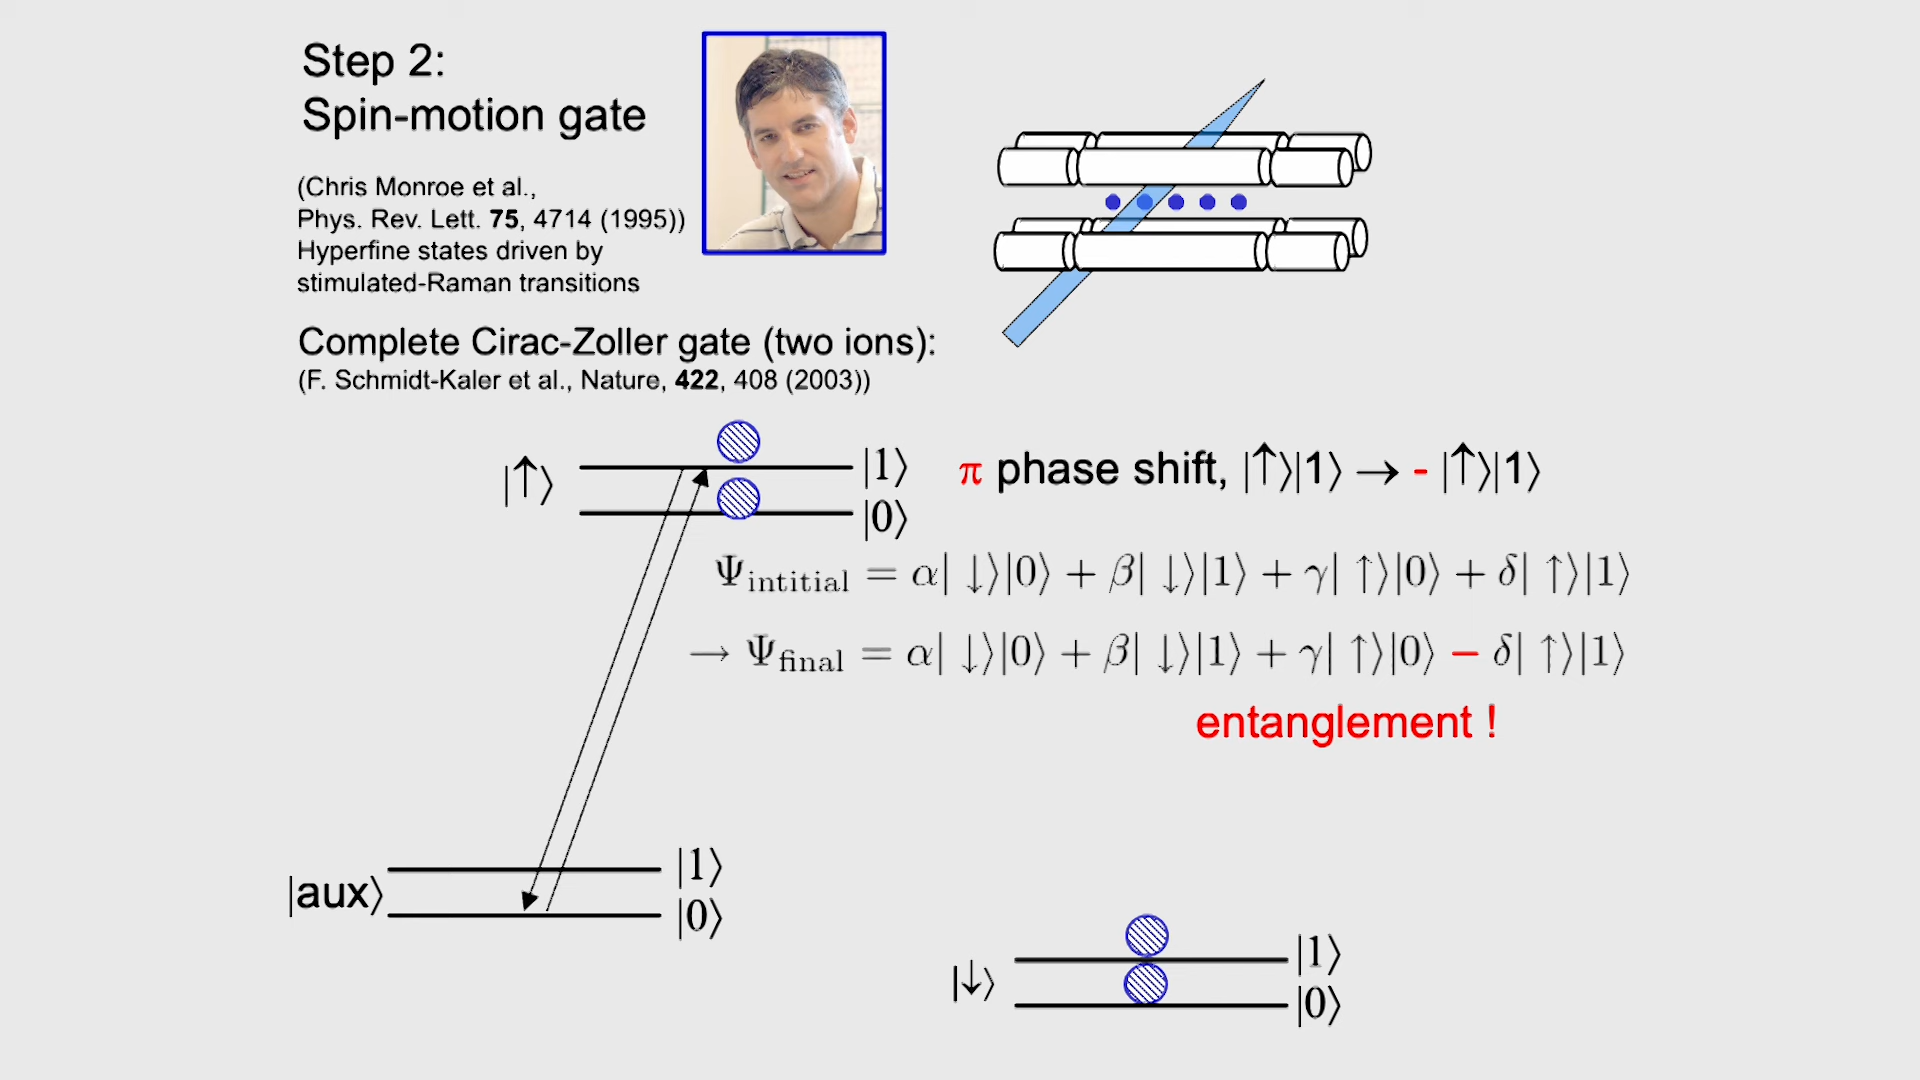 Step 2:
Spin-motion gate
(Chris Monroe et al.,
Phys. Rev. Lett. 75, 4714 (1995))
Hyperfine states driven by
stimulated-Raman transitions
Complete Cirac-Zoller gate (two ions):
(F. Schmidt-Kaler et al., Nature, 422, 408 (2003))
|↑⟩
|1⟩
|0⟩
π phase shift, |↑⟩|1⟩ → - |↑⟩|1⟩
Ψ_intitial = α| ↓⟩|0⟩ + β| ↓⟩|1⟩ + γ| ↑⟩|0⟩ + δ| ↑⟩|1⟩
→ Ψ_final = α| ↓⟩|0⟩ + β| ↓⟩|1⟩ + γ| ↑⟩|0⟩ − δ| ↑⟩|1⟩
entanglement !
|aux⟩
|1⟩
|0⟩
|↓⟩
|1⟩
|0⟩